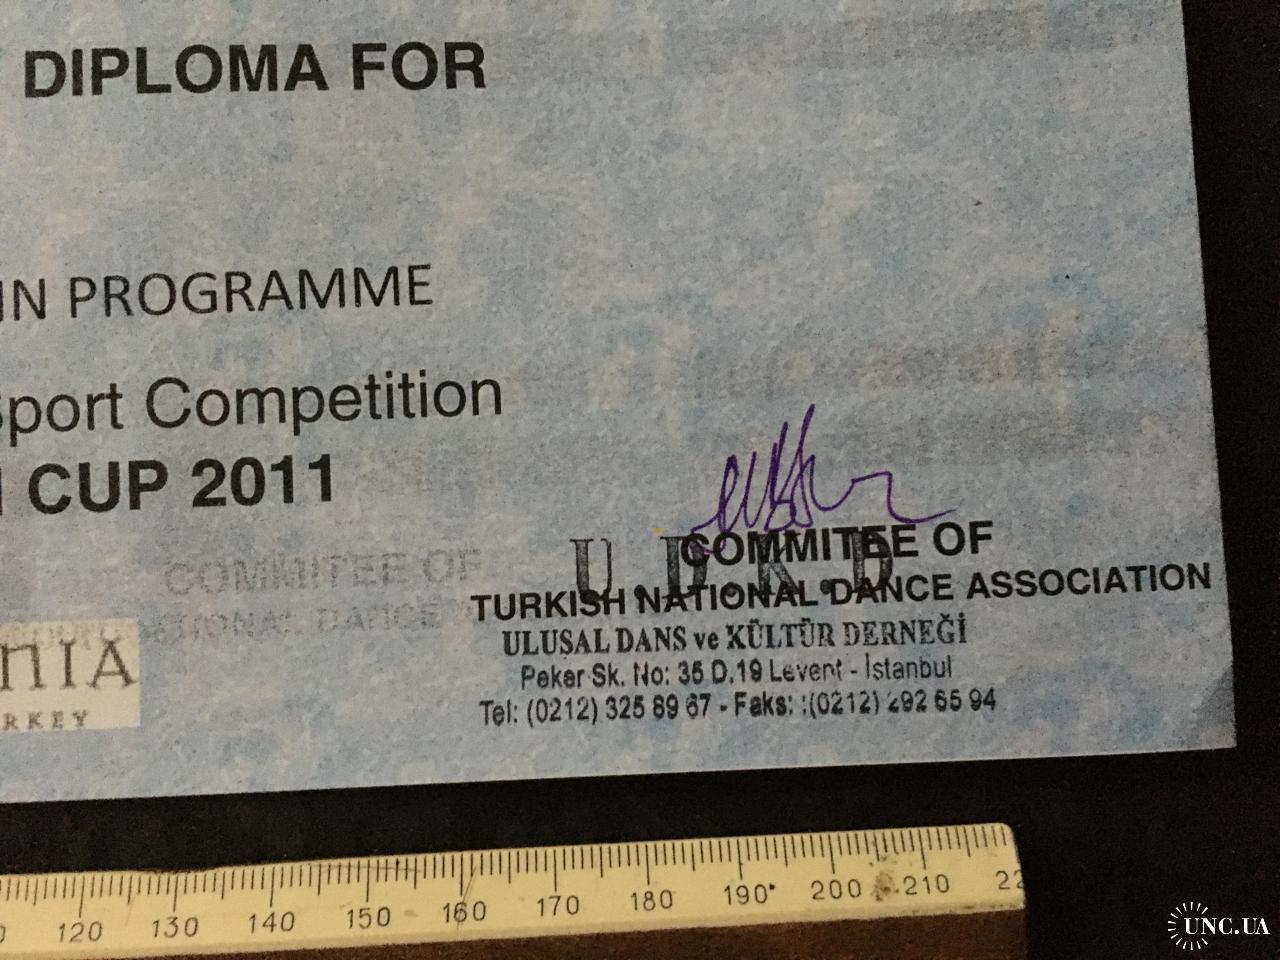 DIPLOMA FOR
IN PROGRAMME
Sport Competition
CUP 2011
COMMITEE OF
U.D.K.D
COMMITEE OF
TURKISH NATIONAL DANCE ASSOCIATION
ULUSAL DANS ve KÜLTÜR DERNEĞİ
Peker Sk. No: 35 D.19 Levent - İstanbul
Tel: (0212) 325 89 67 - Faks: :(0212) 292 65 94
NIA
RKEY
120 130 140 150 160 170 180 190 200 210 22
UNC.UA